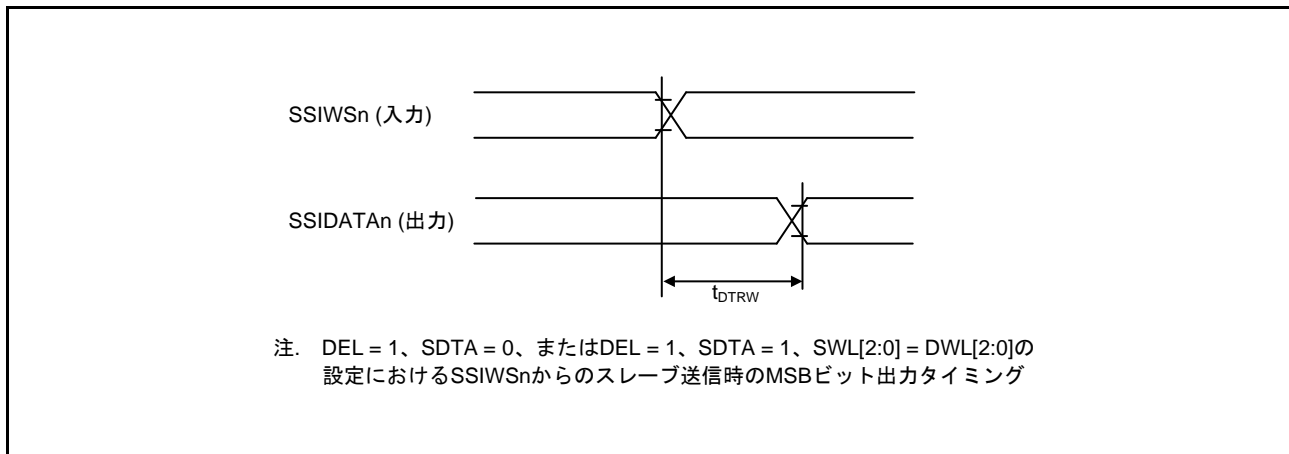 SSIWSn (入力)
SSIDATAn (出力)
tDTRW
注. DEL = 1、SDTA = 0、またはDEL = 1、SDTA = 1、SWL[2:0] = DWL[2:0]の
設定におけるSSIWSnからのスレーブ送信時のMSBビット出力タイミング